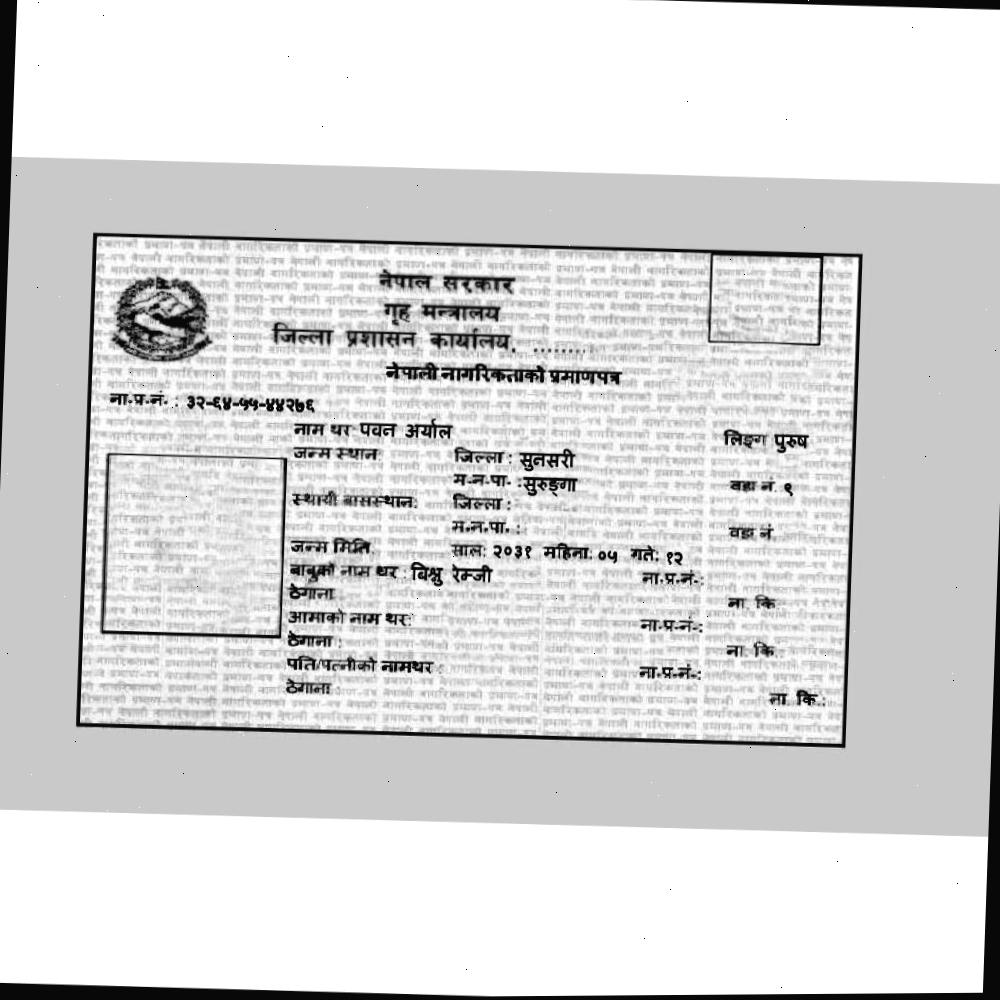 नेपाल सरकार
गृह मन्त्रालय
जिल्ला प्रशासन कार्यालय. .........
नेपाली नागरिकताको प्रमाणपत्र
ना.प्र.नं. : ३२-६४-५५-४४२७६
नाम थर पवन अर्याल लिङ्ग पुरुष
जन्म स्थान: जिल्ला : सुनसरी
म.न.पा. : सुरुङ्गा वडा नं. ९
स्थायी बासस्थान: जिल्ला :
म.न.पा. : वडा नं.
जन्म मिति साल: २०३१ महिना: ०५ गते: १२
बाबुको नाम थर : बिश्नु रेम्जी ना.प्र.नं.:
ठेगाना ना. कि
आमाको नाम थर: ना.प्र.नं.:
ठेगाना : ना. कि.:
पति/पत्नीको नामथर : ना.प्र.नं.:
ठेगाना : ना. कि.: